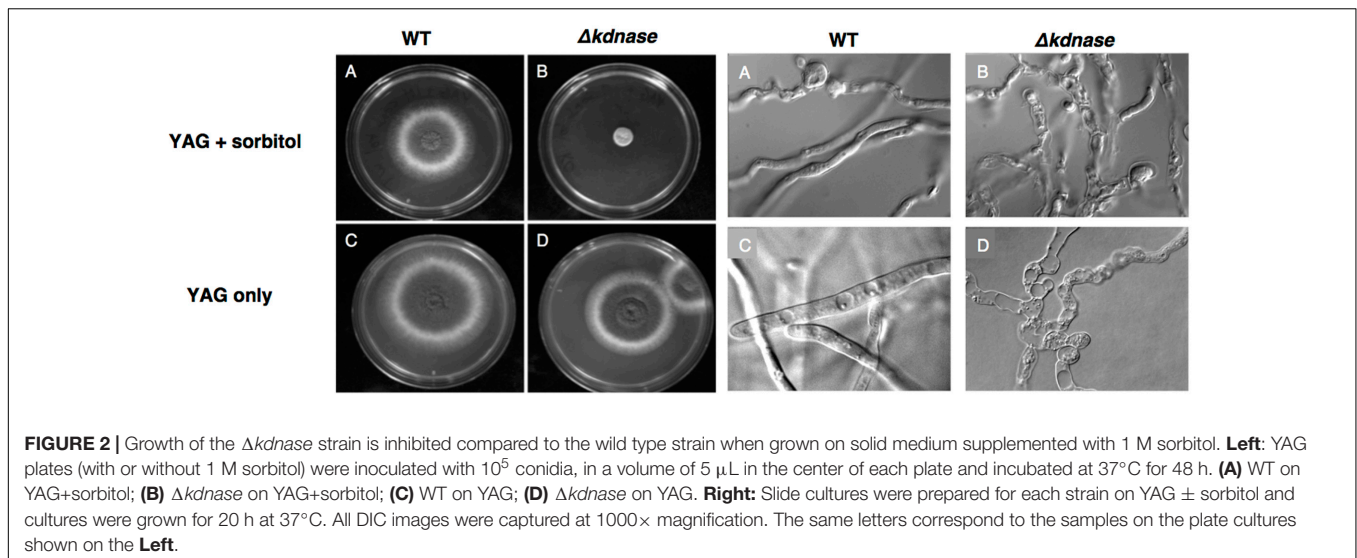 WT
Δkdnase
WT
Δkdnase
YAG + sorbitol
A
B
A
B
YAG only
C
D
C
D
FIGURE 2 | Growth of the Δkdnase strain is inhibited compared to the wild type strain when grown on solid medium supplemented with 1 M sorbitol. Left: YAG
plates (with or without 1 M sorbitol) were inoculated with 10⁵ conidia, in a volume of 5 μL in the center of each plate and incubated at 37°C for 48 h. (A) WT on
YAG+sorbitol; (B) Δkdnase on YAG+sorbitol; (C) WT on YAG; (D) Δkdnase on YAG. Right: Slide cultures were prepared for each strain on YAG ± sorbitol and
cultures were grown for 20 h at 37°C. All DIC images were captured at 1000× magnification. The same letters correspond to the samples on the plate cultures
shown on the Left.